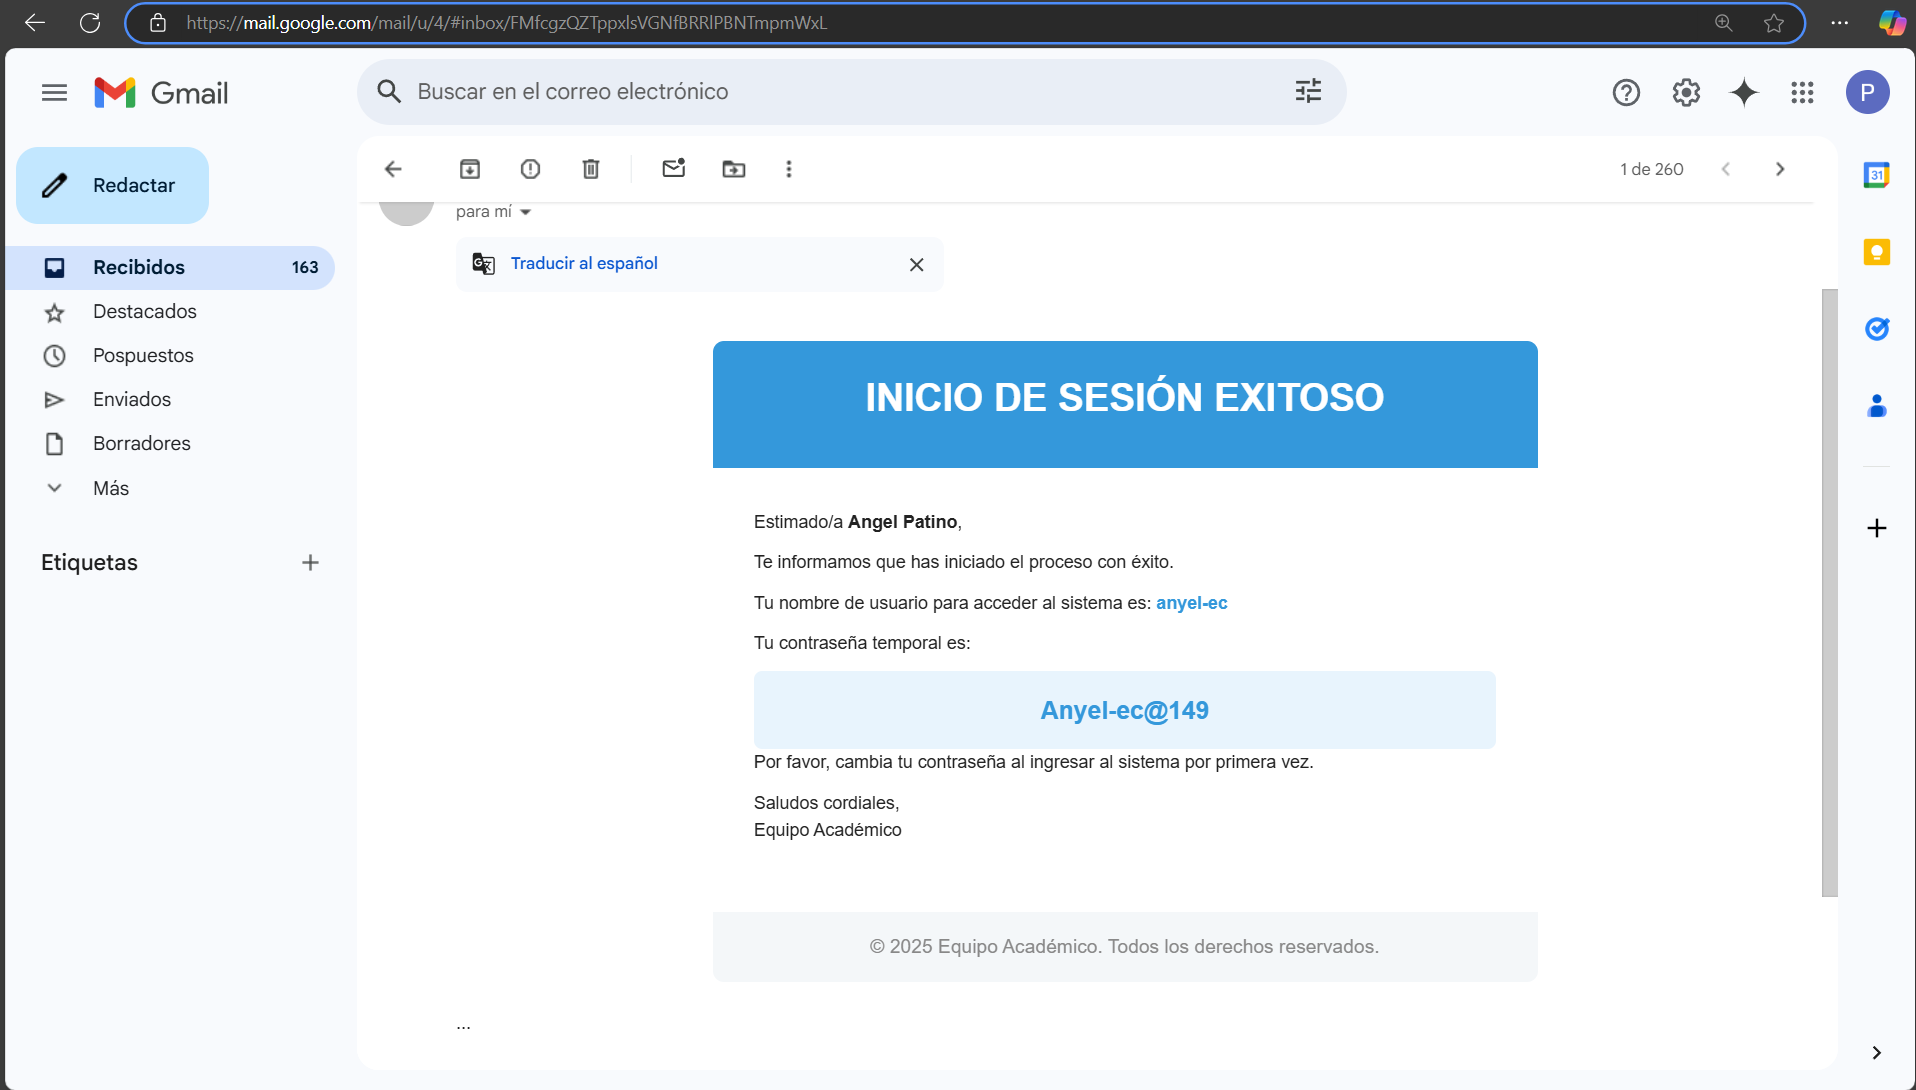 https://mail.google.com/mail/u/4/#inbox/FMfcgzQZTppxlsVGNfBRRlPBNTmpmWxL
Gmail
Buscar en el correo electrónico
P
Redactar
1 de 260
31
para mí
Traducir al español
Recibidos 163
Destacados
Pospuestos
Enviados
Borradores
Más
Etiquetas
INICIO DE SESIÓN EXITOSO
Estimado/a Angel Patino,
Te informamos que has iniciado el proceso con éxito.
Tu nombre de usuario para acceder al sistema es: anyel-ec
Tu contraseña temporal es:
Anyel-ec@149
Por favor, cambia tu contraseña al ingresar al sistema por primera vez.
Saludos cordiales,
Equipo Académico
© 2025 Equipo Académico. Todos los derechos reservados.
...